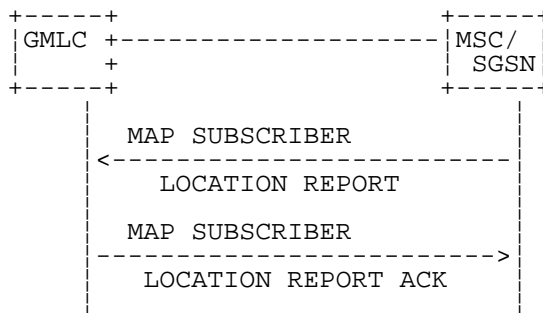 GMLC MSC/
SGSN
MAP SUBSCRIBER
LOCATION REPORT
MAP SUBSCRIBER
LOCATION REPORT ACK